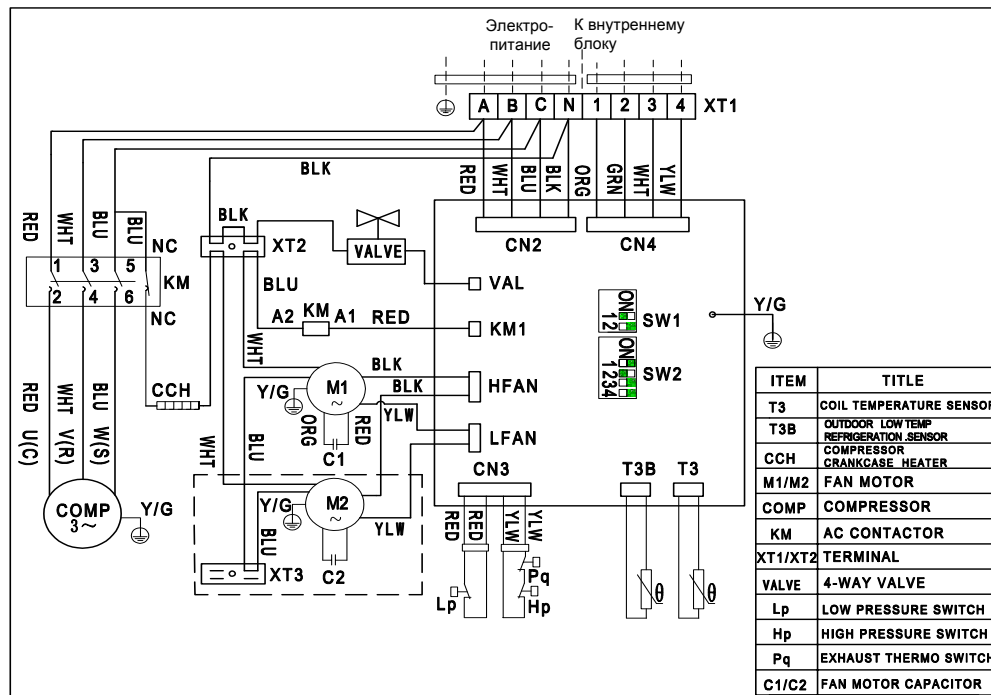 Электро-
питание
К внутреннему
блоку
A B C N 1 2 3 4 XT1
RED
WHT
BLU
BLK
ORG
GRN
WHT
YLW
BLK
RED
WHT
BLU
BLU
NC
1 3 5
KM
2 4 6
NC
BLK
XT2
VALVE
BLU
A2 KM A1 RED
WHT
CN2
CN4
VAL
KM1
HFAN
LFAN
ON
12
SW1
ON
1234
SW2
Y/G
CCH
RED U(C)
WHT V(R)
BLU W(S)
COMP
3~
Y/G
WHT
BLU
Y/G
M1
~
BLK
BLK
YLW
ORG
RED
C1
Y/G
M2
~
YLW
C2
BLU
XT3
CN3
RED
RED
YLW
YLW
Lp
Pq
Hp
T3B
T3
θ
θ
ITEM TITLE
T3 COIL TEMPERATURE SENSOR
T3B OUTDOOR LOW TEMP
REFRIGERATION .SENSOR
CCH COMPRESSOR
CRANKCASE HEATER
M1/M2 FAN MOTOR
COMP COMPRESSOR
KM AC CONTACTOR
XT1/XT2 TERMINAL
VALVE 4-WAY VALVE
Lp LOW PRESSURE SWITCH
Hp HIGH PRESSURE SWITCH
Pq EXHAUST THERMO SWITCH
C1/C2 FAN MOTOR CAPACITOR